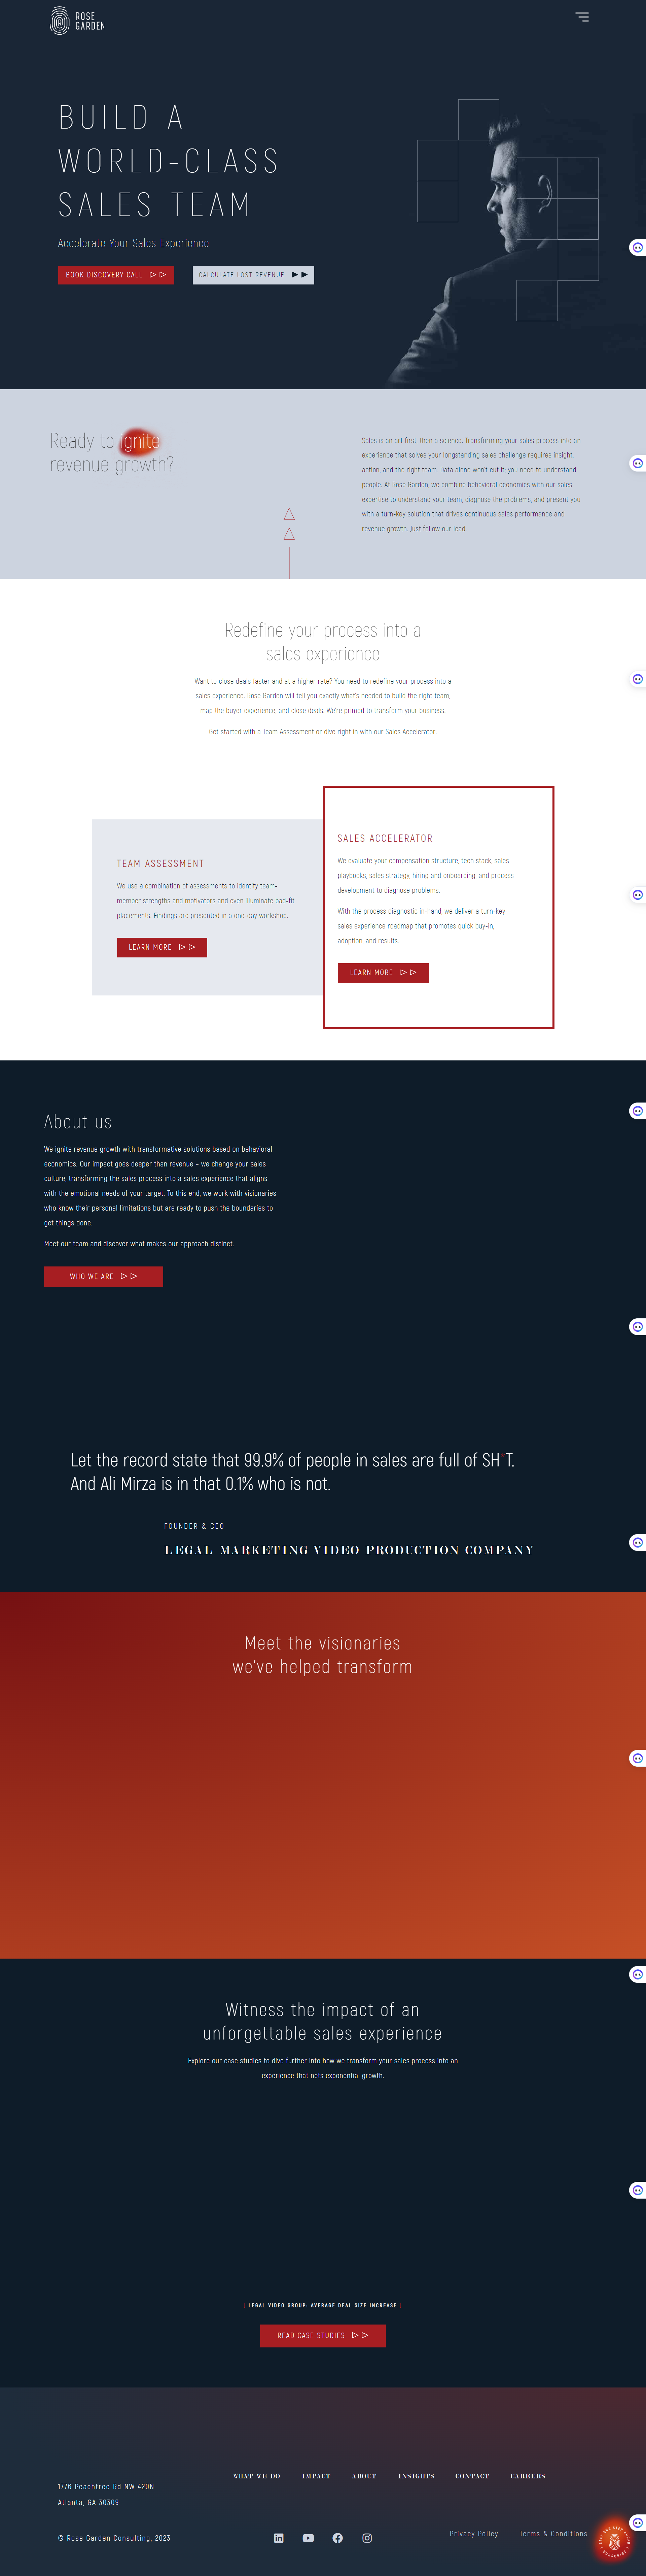 ROSE
GARDEN
BUILD A
WORLD-CLASS
SALES TEAM
Accelerate Your Sales Experience
BOOK DISCOVERY CALL
CALCULATE LOST REVENUE
Ready to ignite
revenue growth?
Sales is an art first, then a science. Transforming your sales process into an
experience that solves your longstanding sales challenge requires insight,
action, and the right team. Data alone won't cut it; you need to understand
people. At Rose Garden, we combine behavioral economics with our sales
expertise to understand your team, diagnose the problems, and present you
with a turn-key solution that drives continuous sales performance and
revenue growth. Just follow our lead.
Redefine your process into a
sales experience
Want to close deals faster and at a higher rate? You need to redefine your process into a
sales experience. Rose Garden will tell you exactly what's needed to build the right team,
map the buyer experience, and close deals. We're primed to transform your business.
Get started with a Team Assessment or dive right in with our Sales Accelerator.
TEAM ASSESSMENT
We use a combination of assessments to identify team-
member strengths and motivators and even illuminate bad-fit
placements. Findings are presented in a one-day workshop.
LEARN MORE
SALES ACCELERATOR
We evaluate your compensation structure, tech stack, sales
playbooks, sales strategy, hiring and onboarding, and process
development to diagnose problems.
With the process diagnostic in-hand, we deliver a turn-key
sales experience roadmap that promotes quick buy-in,
adoption, and results.
LEARN MORE
About us
We ignite revenue growth with transformative solutions based on behavioral
economics. Our impact goes deeper than revenue – we change your sales
culture, transforming the sales process into a sales experience that aligns
with the emotional needs of your target. To this end, we work with visionaries
who know their personal limitations but are ready to push the boundaries to
get things done.
Meet our team and discover what makes our approach distinct.
WHO WE ARE
Let the record state that 99.9% of people in sales are full of SH*T.
And Ali Mirza is in that 0.1% who is not.
FOUNDER & CEO
LEGAL MARKETING VIDEO PRODUCTION COMPANY
Meet the visionaries
we've helped transform
Witness the impact of an
unforgettable sales experience
Explore our case studies to dive further into how we transform your sales process into an
experience that nets exponential growth.
LEGAL VIDEO GROUP: AVERAGE DEAL SIZE INCREASE
READ CASE STUDIES
WHAT WE DO IMPACT ABOUT INSIGHTS CONTACT CAREERS
1776 Peachtree Rd NW 420N
Atlanta, GA 30309
© Rose Garden Consulting, 2023
Privacy Policy Terms & Conditions